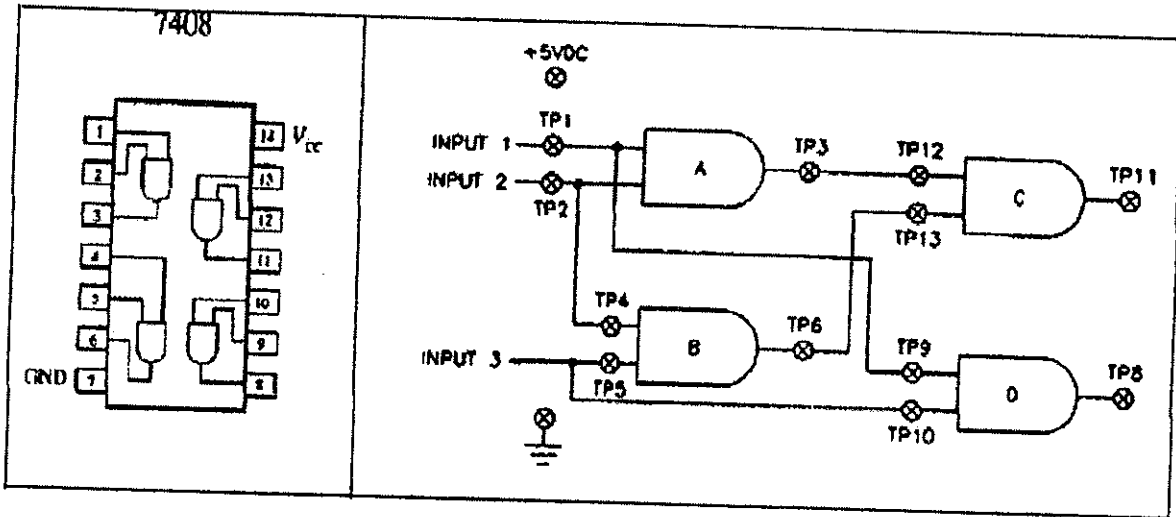 7408
1
2
3
4
5
6
GND 7
14 Vcc
13
12
11
10
9
8
+5VDC
TP1
INPUT 1
INPUT 2
TP2
A
TP3
TP12
TP13
C
TP11
TP4
INPUT 3
TP5
B
TP6
TP9
TP10
D
TP8